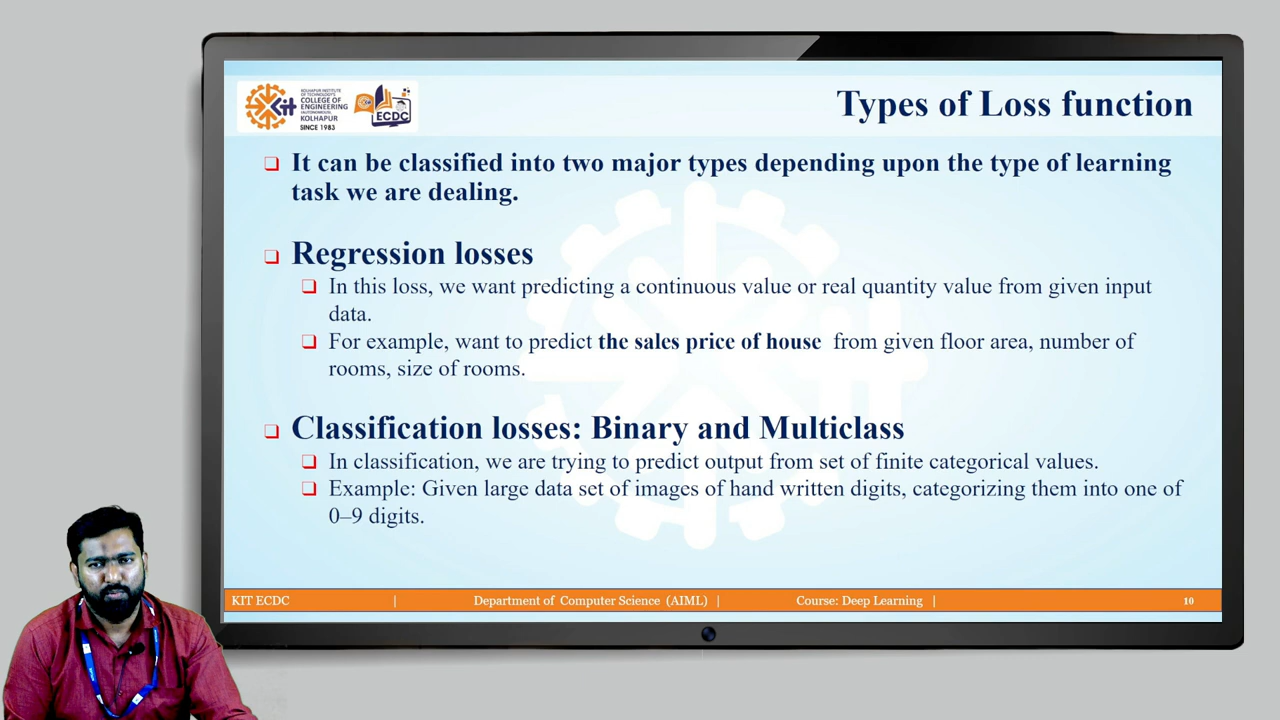 KOLHAPUR INSTITUTE
OF TECHNOLOGY'S
COLLEGE OF
ENGINEERING
(AUTONOMOUS),
KOLHAPUR
SINCE 1983
Kit
ECDC
Types of Loss function
It can be classified into two major types depending upon the type of learning
task we are dealing.
Regression losses
In this loss, we want predicting a continuous value or real quantity value from given input
data.
For example, want to predict the sales price of house from given floor area, number of
rooms, size of rooms.
Classification losses: Binary and Multiclass
In classification, we are trying to predict output from set of finite categorical values.
Example: Given large data set of images of hand written digits, categorizing them into one of
0–9 digits.
KIT ECDC | Department of Computer Science (AIML) | Course: Deep Learning | 10